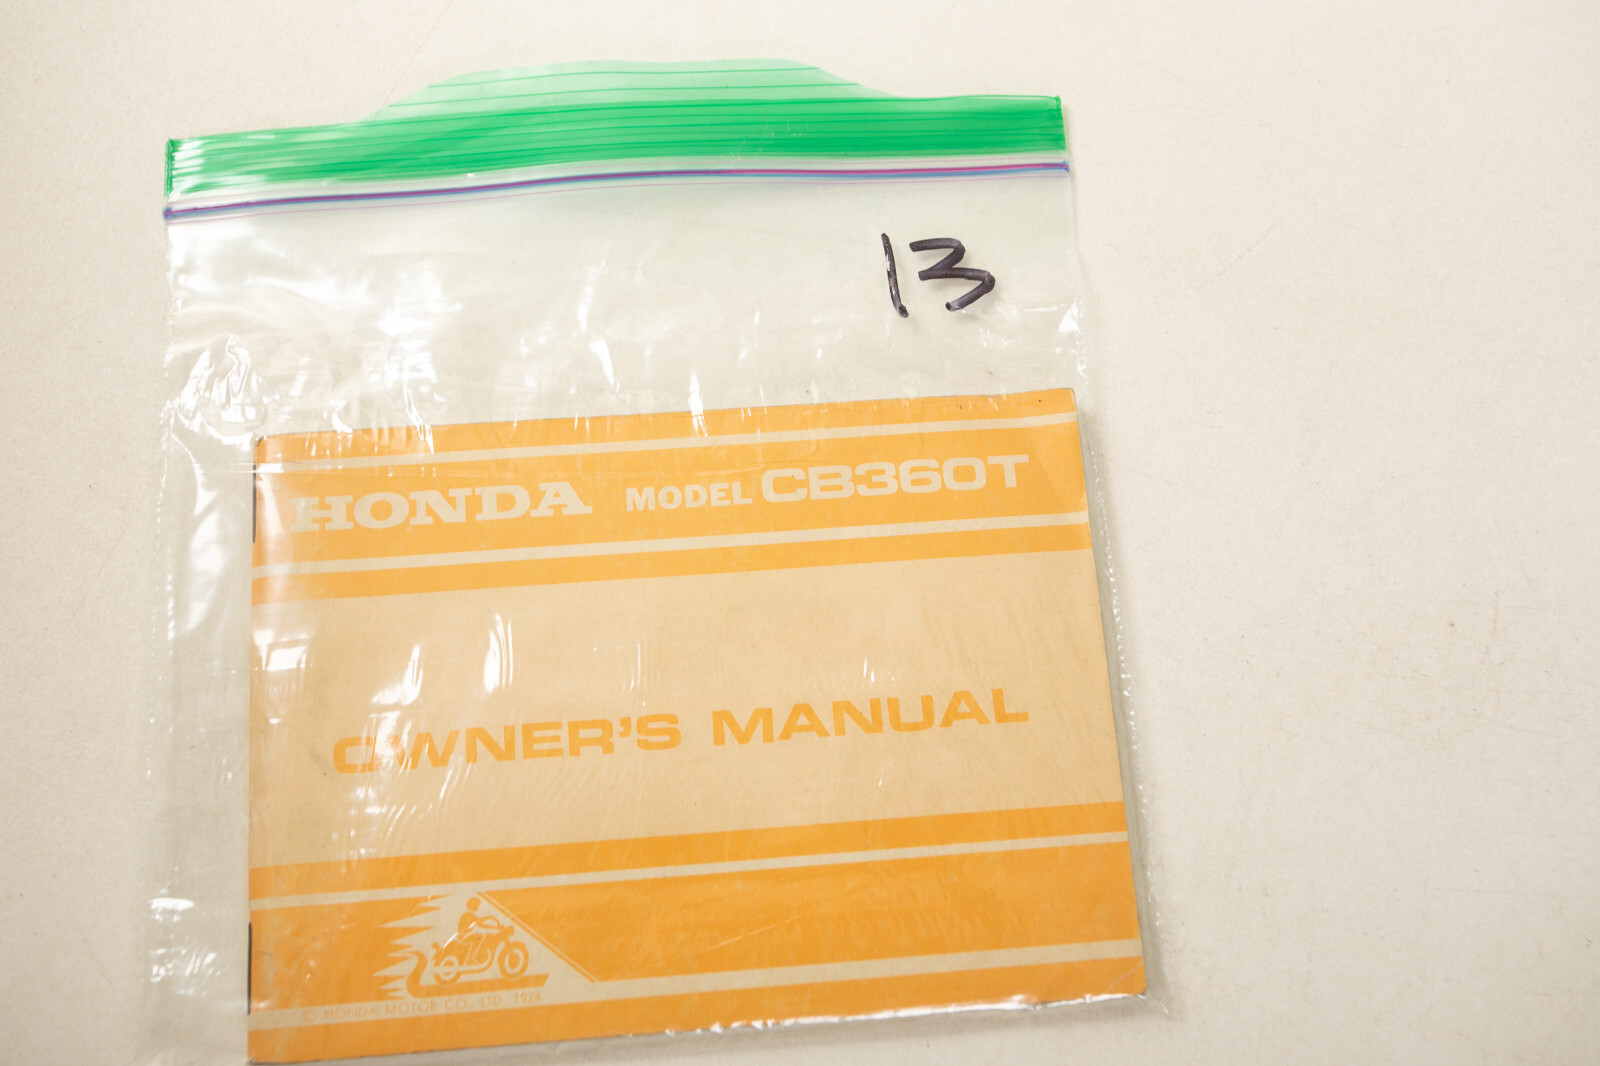 13
HONDA MODEL CB360T
OWNER'S MANUAL
© HONDA MOTOR CO., LTD. 1974